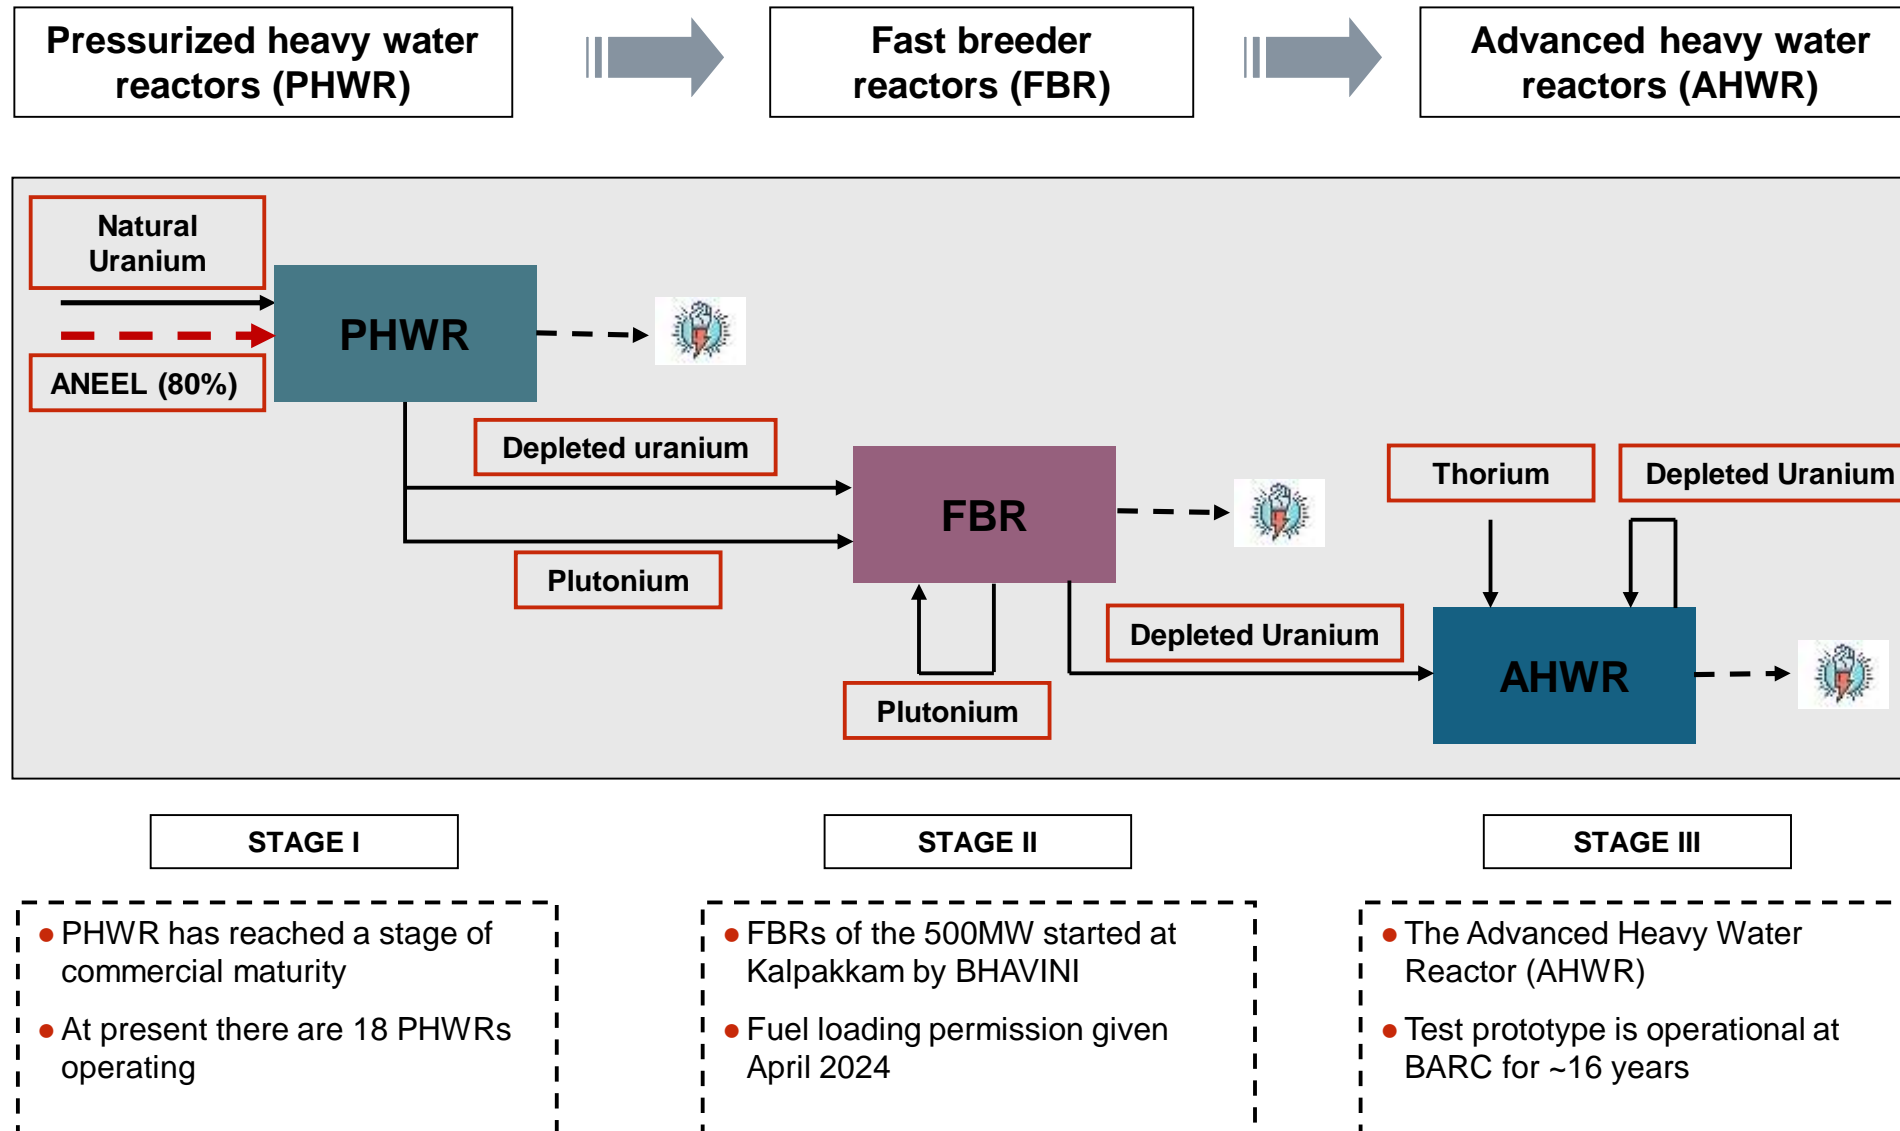 Pressurized heavy water
reactors (PHWR)
Fast breeder
reactors (FBR)
Advanced heavy water
reactors (AHWR)
Natural
Uranium
PHWR
ANEEL (80%)
Depleted uranium
Plutonium
FBR
Plutonium
Thorium
Depleted Uranium
Depleted Uranium
AHWR
STAGE I
STAGE II
STAGE III
● PHWR has reached a stage of
commercial maturity
● At present there are 18 PHWRs
operating
● FBRs of the 500MW started at
Kalpakkam by BHAVINI
● Fuel loading permission given
April 2024
● The Advanced Heavy Water
Reactor (AHWR)
● Test prototype is operational at
BARC for ~16 years